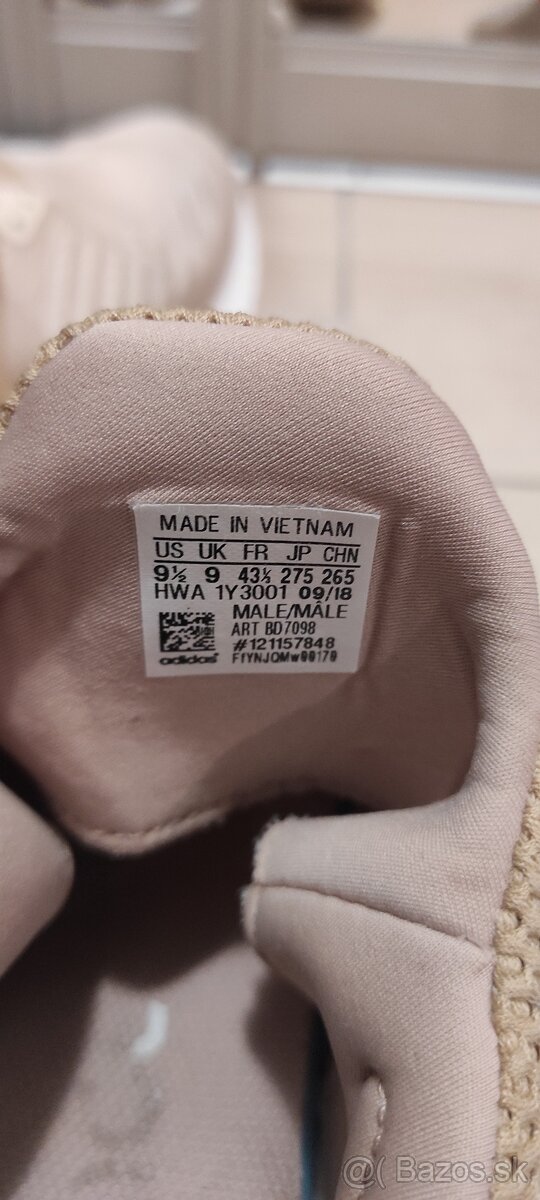 MADE IN VIETNAM
US UK FR JP CHN
9½ 9 43⅓ 275 265
HWA 1Y3001 09/18
MALE/MÂLE
ART BD7098
#121157848
adidas FfYNJQMw00170
@( Bazos.sk